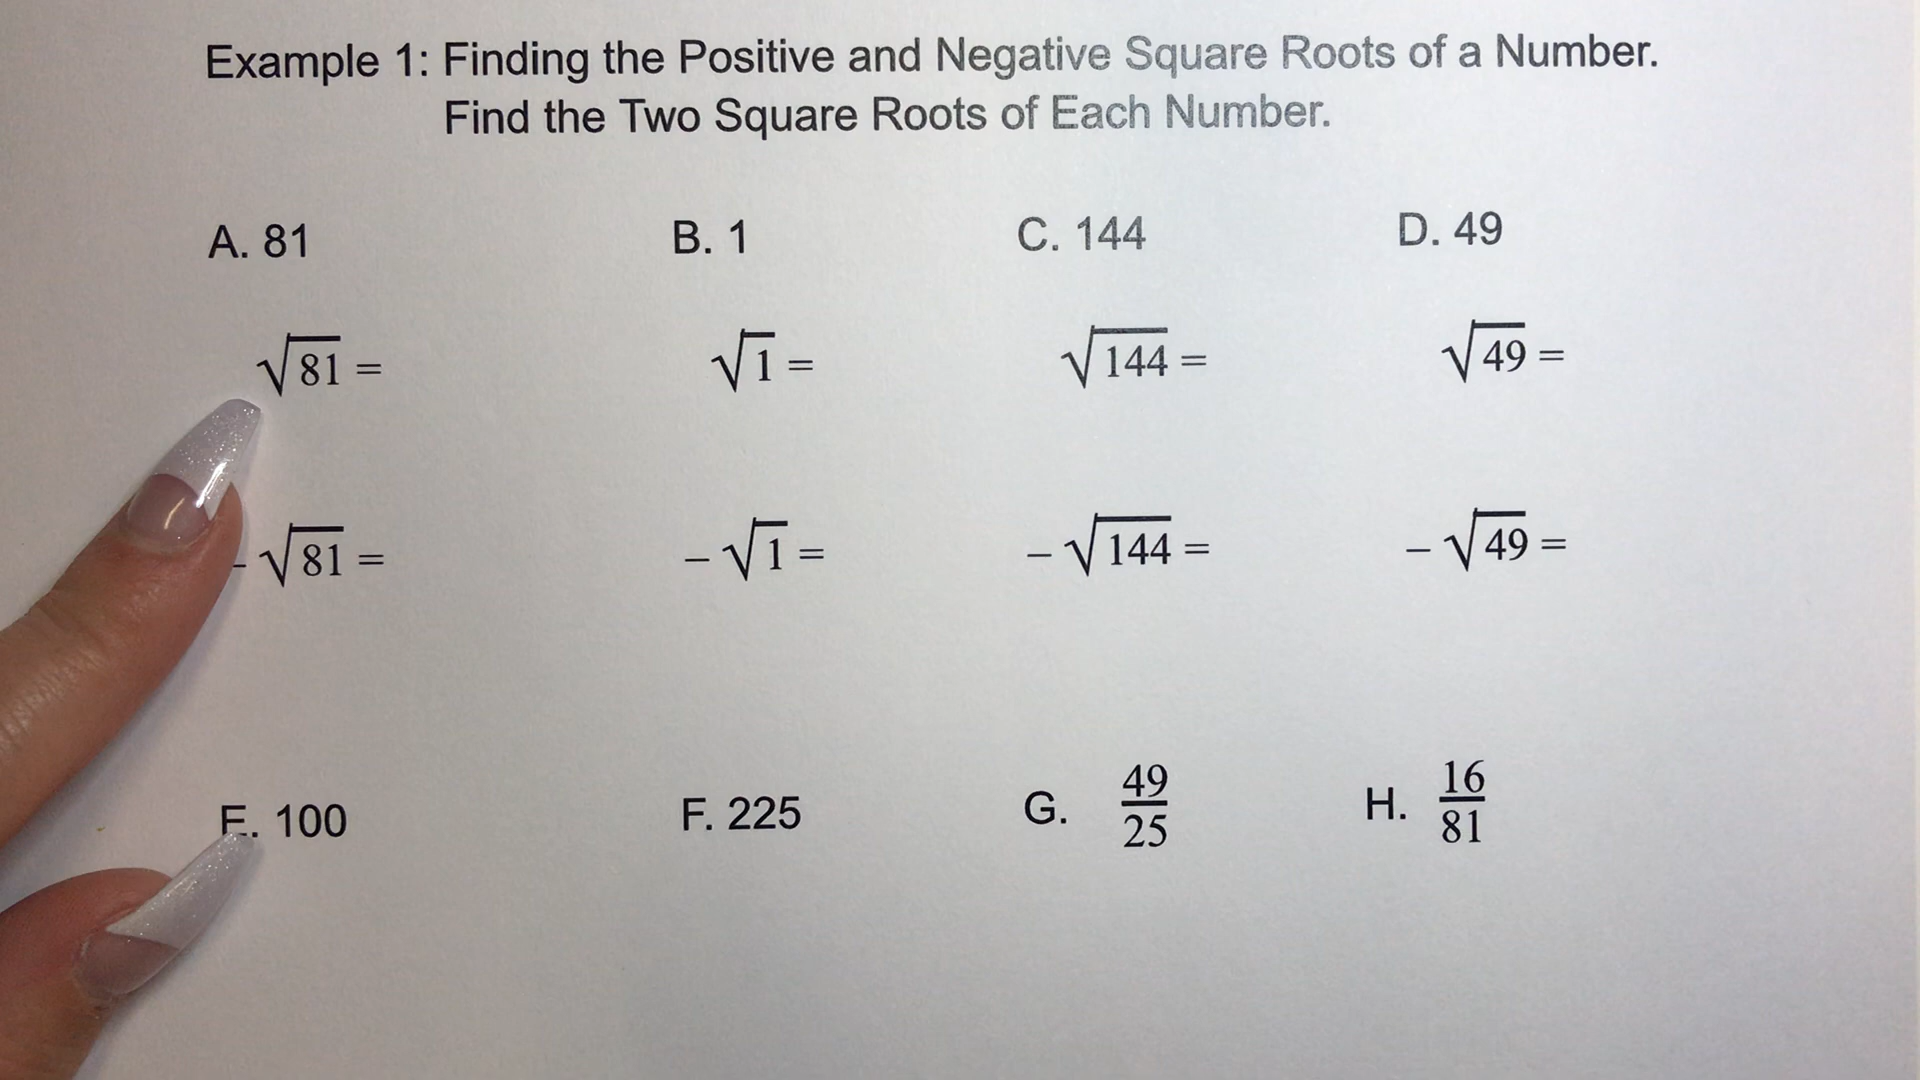 Example 1: Finding the Positive and Negative Square Roots of a Number.
Find the Two Square Roots of Each Number.
A. 81 B. 1 C. 144 D. 49
√81 = √1 = √144 = √49 =
- √81 = - √1 = - √144 = - √49 =
E. 100 F. 225 G. 49/25 H. 16/81